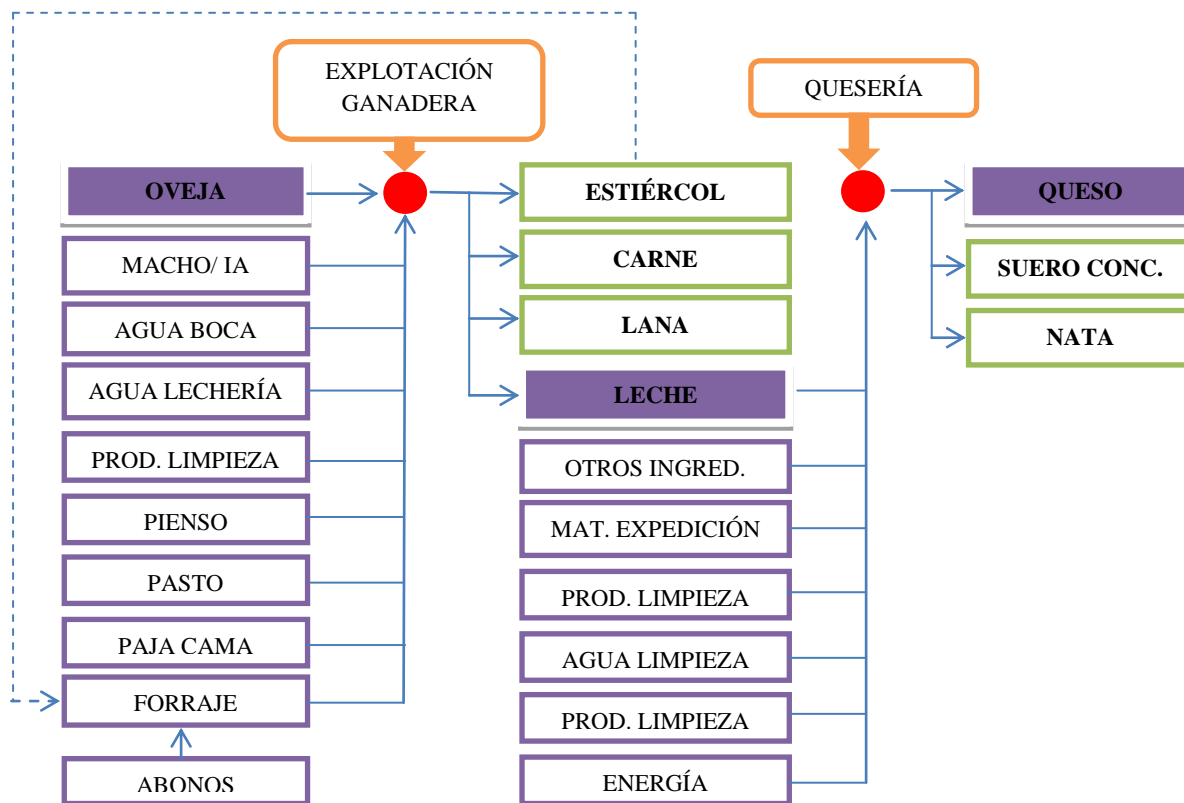 EXPLOTACIÓN
GANADERA
QUESERÍA
OVEJA
MACHO/ IA
AGUA BOCA
AGUA LECHERÍA
PROD. LIMPIEZA
PIENSO
PASTO
PAJA CAMA
FORRAJE
ABONOS
ESTIÉRCOL
CARNE
LANA
LECHE
OTROS INGRED.
MAT. EXPEDICIÓN
PROD. LIMPIEZA
AGUA LIMPIEZA
PROD. LIMPIEZA
ENERGÍA
QUESO
SUERO CONC.
NATA